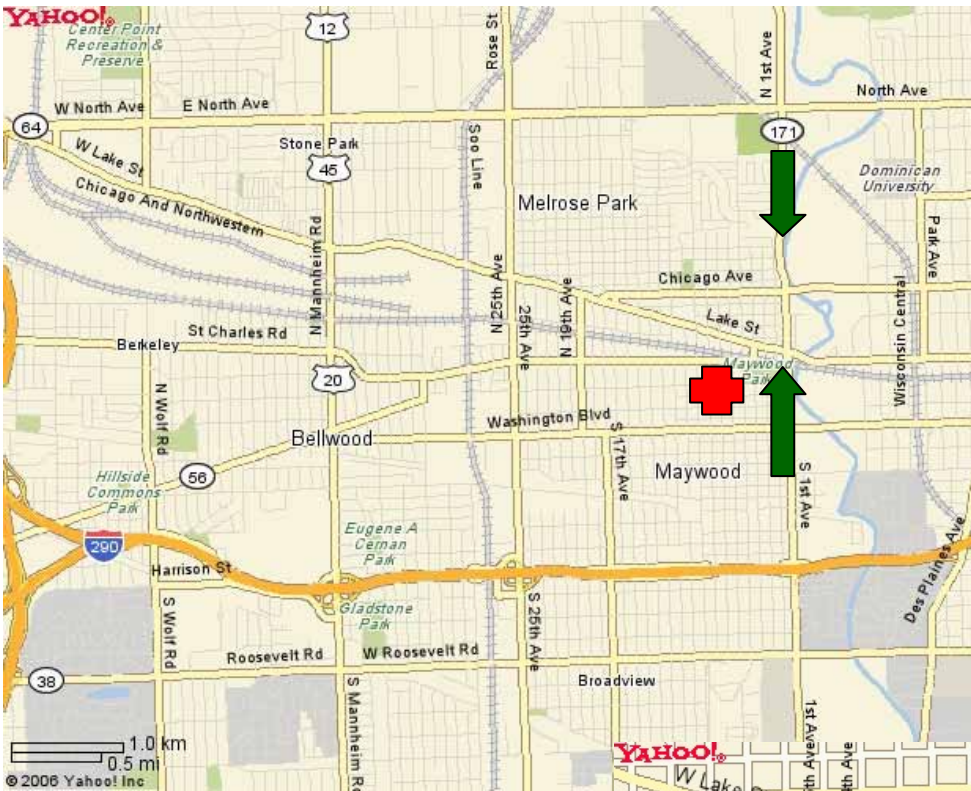 YAHOO!
Center Point
Recreation &
Preserve
12
Rose St
N 1st Ave
W North Ave
E North Ave
North Ave
64
171
W Lake St
Stone Park
45
Soo Line
Dominican
University
Chicago And Northwestern
Melrose Park
Park Ave
N Mannheim Rd
N 25th Ave
Chicago Ave
25th Ave
N 19th Ave
Lake St
Wisconsin Central
St Charles Rd
Berkeley
Maywood
Park
20
N Wolf Rd
Washington Blvd
Bellwood
S 17th Ave
Maywood
56
S 1st Ave
Hillside
Commons
Park
Eugene A
Cernan
Park
290
Harrison St
Des Plaines Ave
S Wolf Rd
Gladstone
Park
S 25th Ave
Roosevelt Rd
W Roosevelt Rd
38
Broadview
S Mannheim Rd
1st Ave
1.0 km
0.5 mi
© 2006 Yahoo! Inc
YAHOO!
W Lake